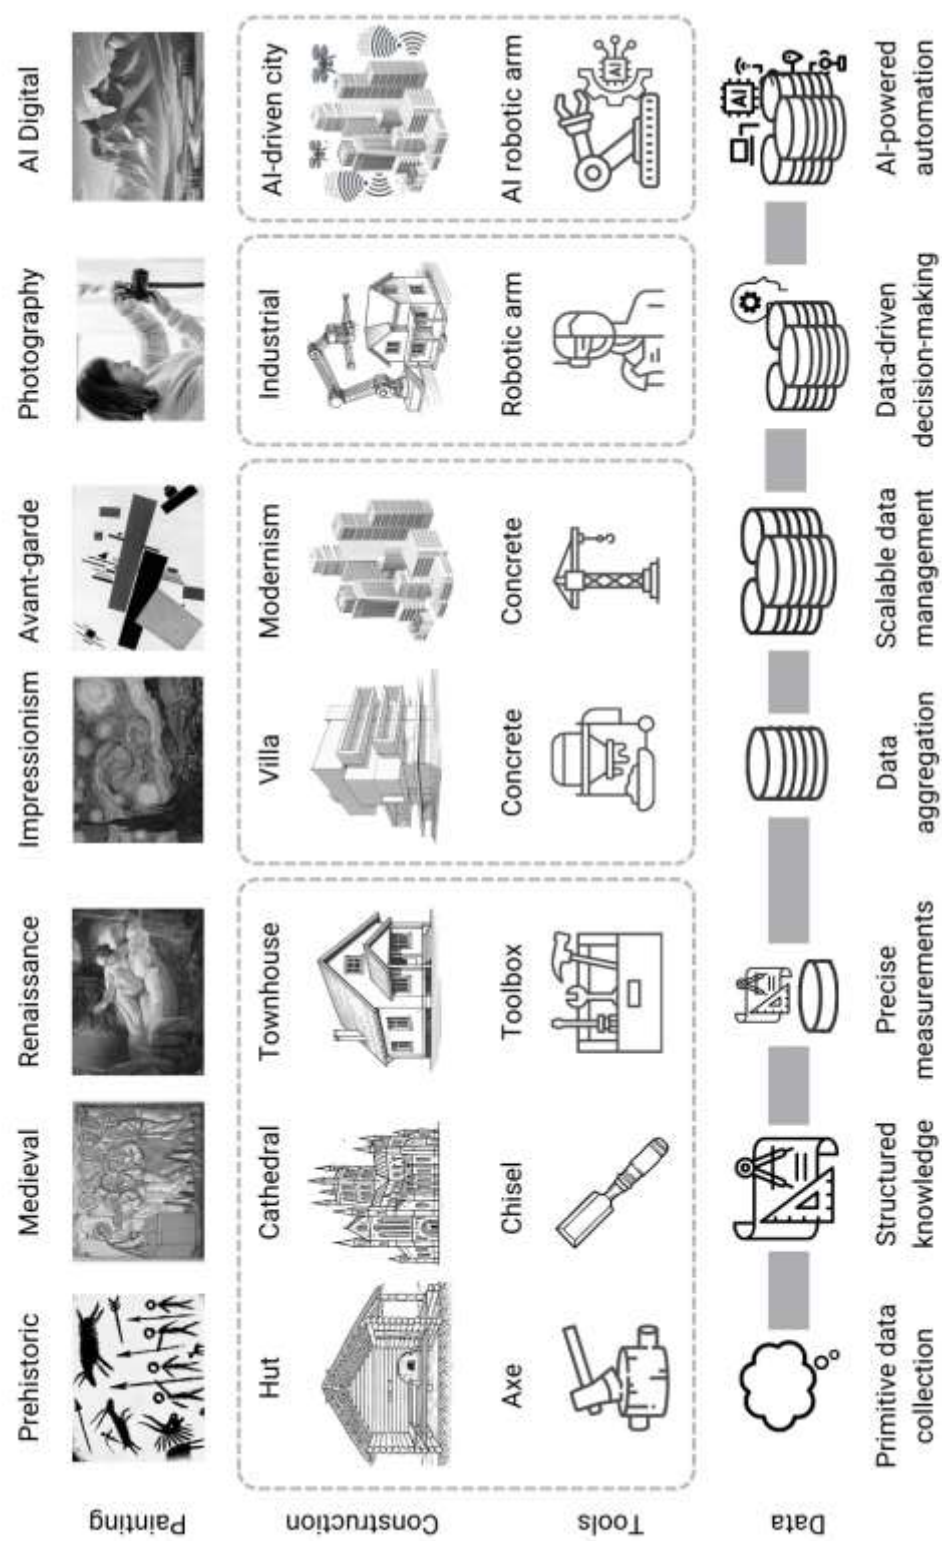 Painting
Prehistoric
Medieval
Renaissance
Impressionism
Avant-garde
Photography
AI Digital
Construction
Hut
Cathedral
Townhouse
Villa
Modernism
Industrial
AI-driven city
Tools
Axe
Chisel
Toolbox
Concrete
Concrete
Robotic arm
AI robotic arm
AI
Data
AI
Primitive data
collection
Structured
knowledge
Precise
measurements
Data
aggregation
Scalable data
management
Data-driven
decision-making
AI-powered
automation